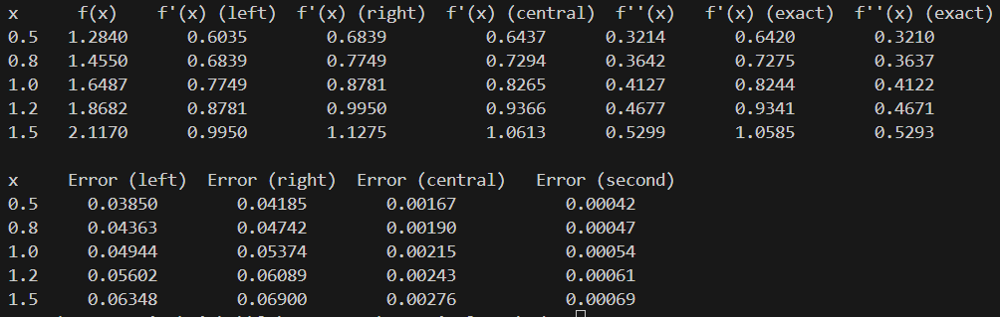 x f(x) f'(x) (left) f'(x) (right) f'(x) (central) f''(x) f'(x) (exact) f''(x) (exact)
0.5 1.2840 0.6035 0.6839 0.6437 0.3214 0.6420 0.3210
0.8 1.4550 0.6839 0.7749 0.7294 0.3642 0.7275 0.3637
1.0 1.6487 0.7749 0.8781 0.8265 0.4127 0.8244 0.4122
1.2 1.8682 0.8781 0.9950 0.9366 0.4677 0.9341 0.4671
1.5 2.1170 0.9950 1.1275 1.0613 0.5299 1.0585 0.5293
x Error (left) Error (right) Error (central) Error (second)
0.5 0.03850 0.04185 0.00167 0.00042
0.8 0.04363 0.04742 0.00190 0.00047
1.0 0.04944 0.05374 0.00215 0.00054
1.2 0.05602 0.06089 0.00243 0.00061
1.5 0.06348 0.06900 0.00276 0.00069